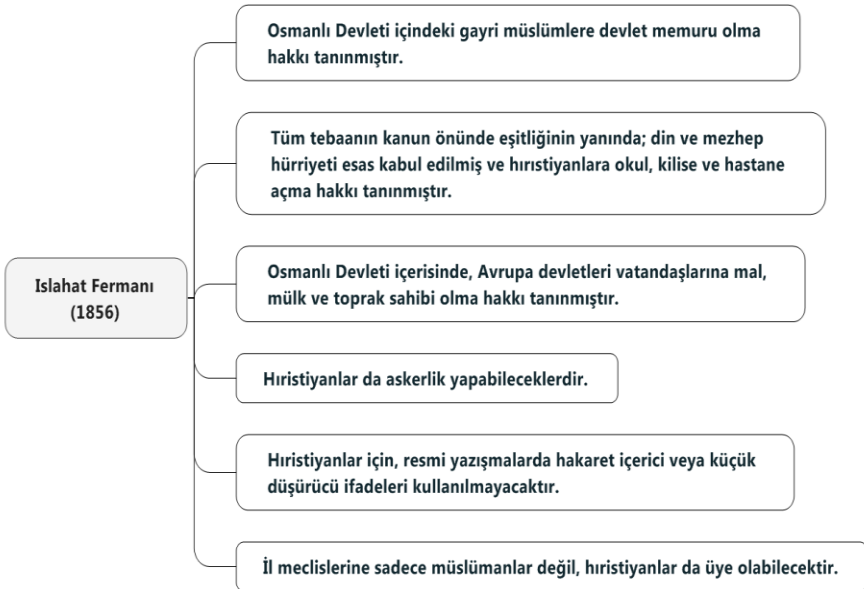 Osmanlı Devleti içindeki gayri müslümlere devlet memuru olma
hakkı tanınmıştır.
Tüm tebaanın kanun önünde eşitliğinin yanında; din ve mezhep
hürriyeti esas kabul edilmiş ve hırıstiyanlara okul, kilise ve hastane
açma hakkı tanınmıştır.
Islahat Fermanı
(1856)
Osmanlı Devleti içerisinde, Avrupa devletleri vatandaşlarına mal,
mülk ve toprak sahibi olma hakkı tanınmıştır.
Hıristiyanlar da askerlik yapabileceklerdir.
Hıristiyanlar için, resmi yazışmalarda hakaret içerici veya küçük
düşürücü ifadeleri kullanılmayacaktır.
İl meclislerine sadece müslümanlar değil, hıristiyanlar da üye olabilecektir.